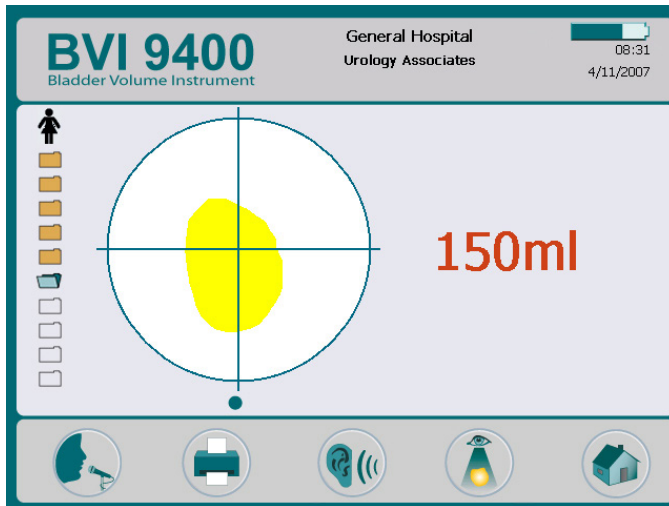 BVI 9400
Bladder Volume Instrument
General Hospital
Urology Associates
08:31
4/11/2007
150ml